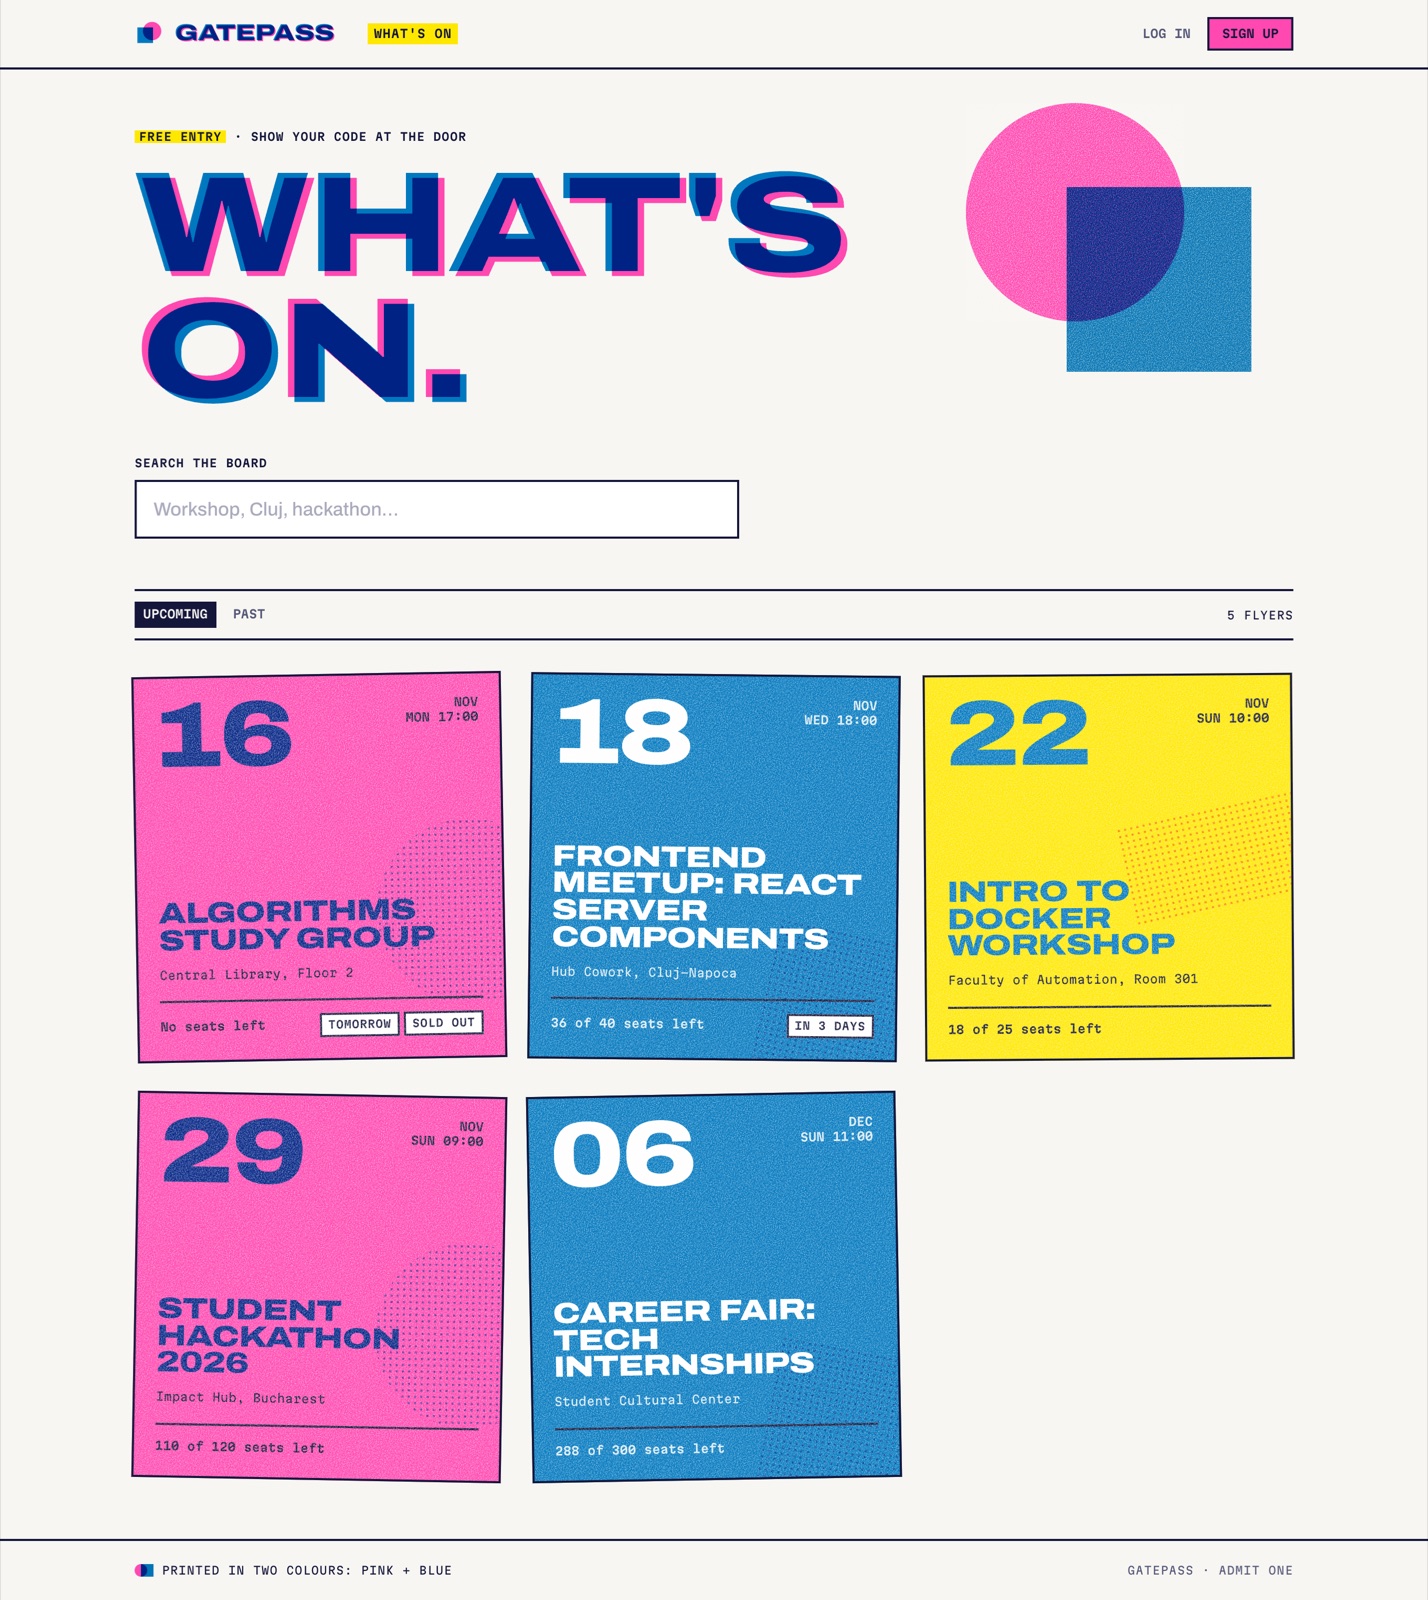 GATEPASS
WHAT'S ON
LOG IN
SIGN UP
FREE ENTRY · SHOW YOUR CODE AT THE DOOR
WHAT'S
ON.
SEARCH THE BOARD
Workshop, Cluj, hackathon...
UPCOMING
PAST
5 FLYERS
16
NOV
MON 17:00
ALGORITHMS
STUDY GROUP
Central Library, Floor 2
No seats left
TOMORROW
SOLD OUT
18
NOV
WED 18:00
FRONTEND
MEETUP: REACT
SERVER
COMPONENTS
Hub Cowork, Cluj-Napoca
36 of 40 seats left
IN 3 DAYS
22
NOV
SUN 10:00
INTRO TO
DOCKER
WORKSHOP
Faculty of Automation, Room 301
18 of 25 seats left
29
NOV
SUN 09:00
STUDENT
HACKATHON
2026
Impact Hub, Bucharest
110 of 120 seats left
06
DEC
SUN 11:00
CAREER FAIR:
TECH
INTERNSHIPS
Student Cultural Center
288 of 300 seats left
PRINTED IN TWO COLOURS: PINK + BLUE
GATEPASS · ADMIT ONE